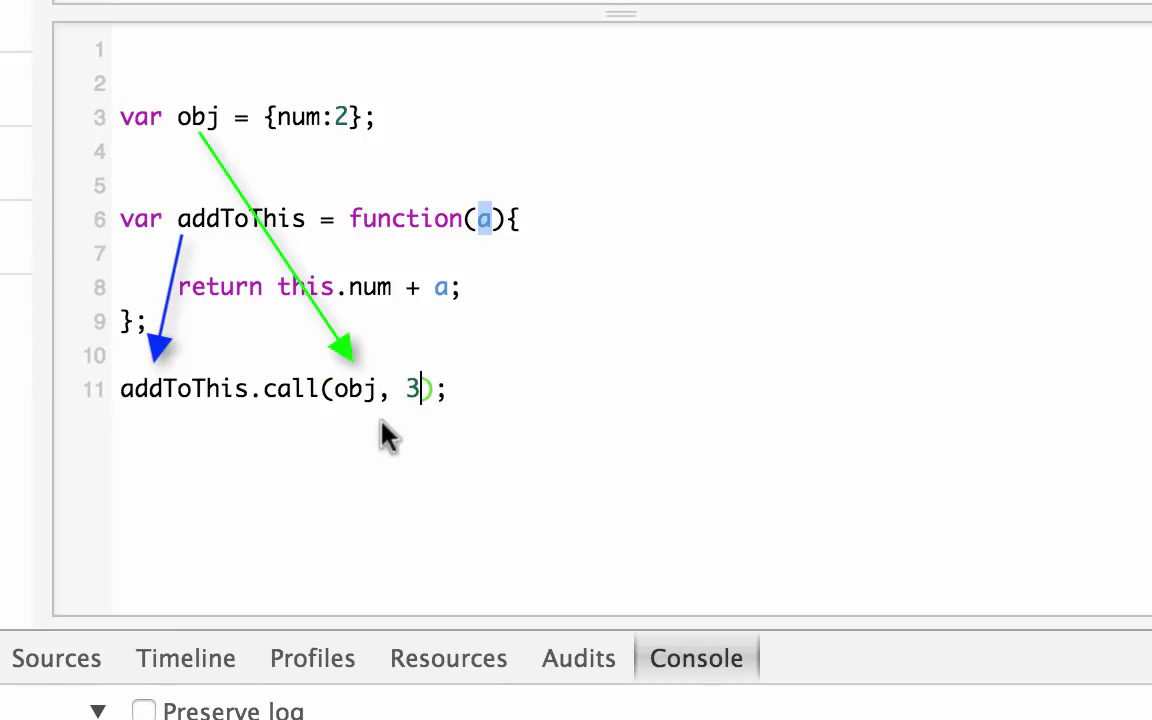 1
2
3 var obj = {num:2};
4
5
6 var addToThis = function(a){
7
8 return this.num + a;
9 };
10
11 addToThis.call(obj, 3);
Sources Timeline Profiles Resources Audits Console
▼ Preserve log